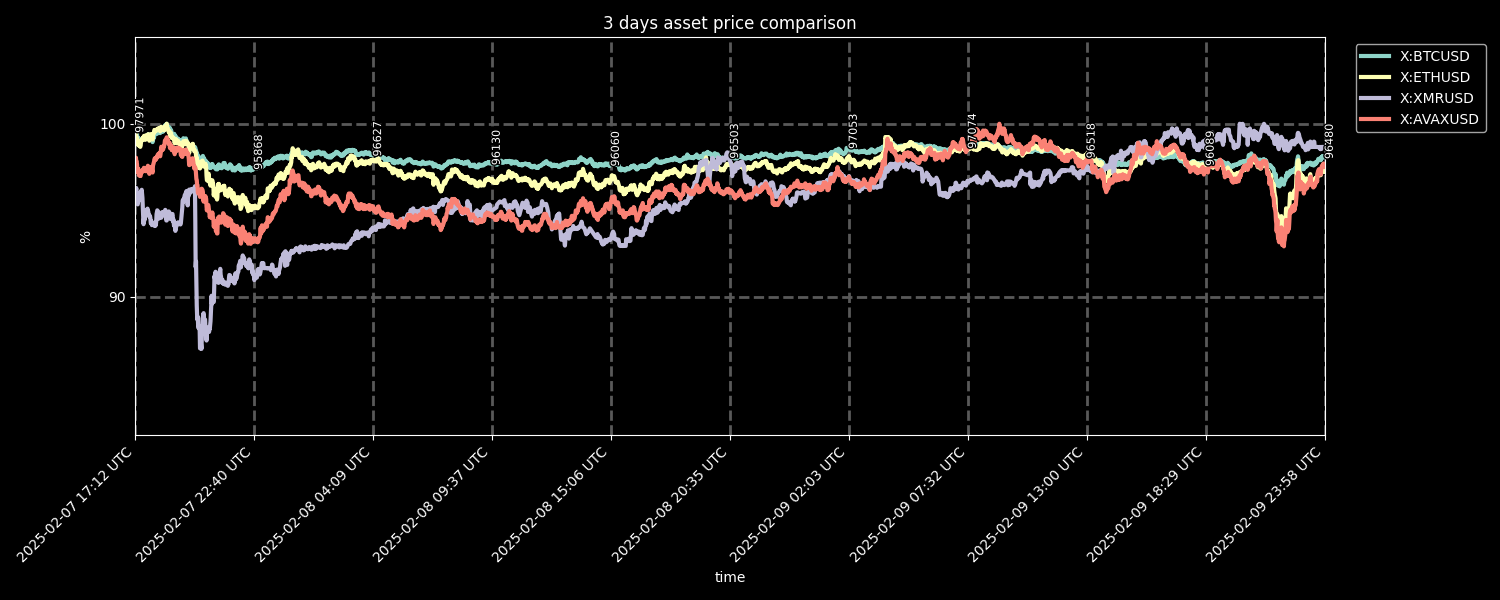 3 days asset price comparison
X:BTCUSD
X:ETHUSD
X:XMRUSD
X:AVAXUSD
100
90
%
97971
95868
96627
96130
96060
96503
97053
97074
96518
96089
96480
2025-02-07 17:12 UTC
2025-02-07 22:40 UTC
2025-02-08 04:09 UTC
2025-02-08 09:37 UTC
2025-02-08 15:06 UTC
2025-02-08 20:35 UTC
2025-02-09 02:03 UTC
2025-02-09 07:32 UTC
2025-02-09 13:00 UTC
2025-02-09 18:29 UTC
2025-02-09 23:58 UTC
time